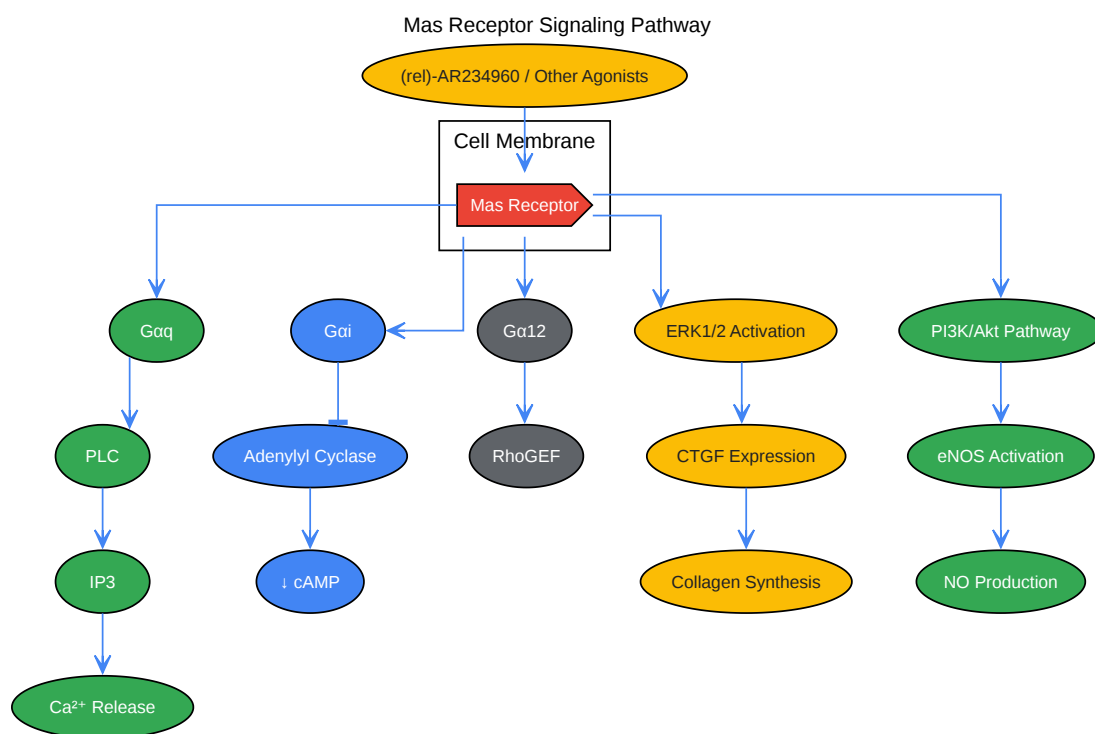 Mas Receptor Signaling Pathway
(rel)-AR234960 / Other Agonists
Cell Membrane
Mas Receptor
Gαq
Gαi
Gα12
ERK1/2 Activation
PI3K/Akt Pathway
PLC
Adenylyl Cyclase
RhoGEF
CTGF Expression
eNOS Activation
IP3
↓ cAMP
Collagen Synthesis
NO Production
Ca²⁺ Release